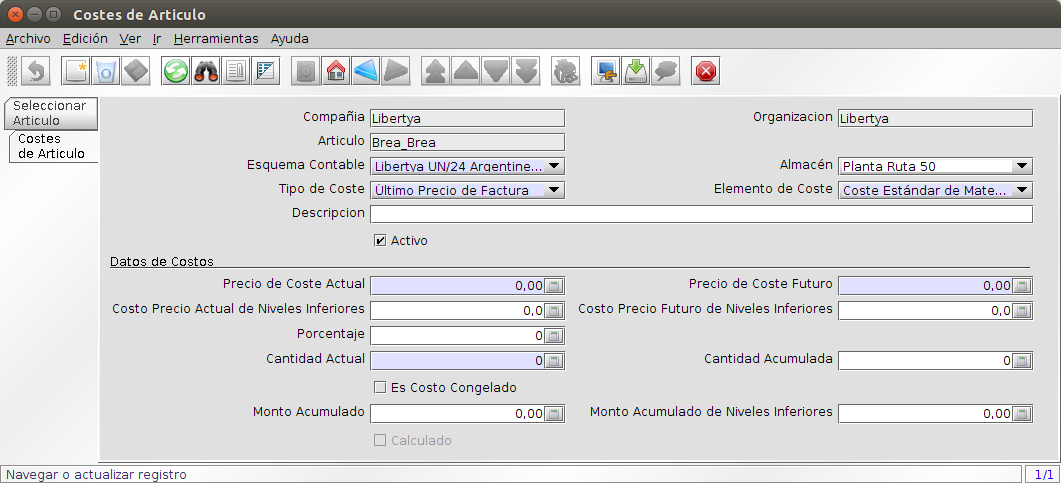 Costes de Articulo
Archivo Edición Ver Ir Herramientas Ayuda
Seleccionar
Articulo
Costes
de Articulo
Compañia Libertya Organizacion Libertya
Articulo Brea_Brea
Esquema Contable Libertya UN/24 Argentine... Almacén Planta Ruta 50
Tipo de Coste Último Precio de Factura Elemento de Coste Coste Estándar de Mate...
Descripcion
Activo
Datos de Costos
Precio de Coste Actual 0,00 Precio de Coste Futuro 0,00
Costo Precio Actual de Niveles Inferiores 0,0 Costo Precio Futuro de Niveles Inferiores 0,0
Porcentaje 0
Cantidad Actual 0 Cantidad Acumulada 0
Es Costo Congelado
Monto Acumulado 0,00 Monto Acumulado de Niveles Inferiores 0,00
Calculado
Navegar o actualizar registro 1/1